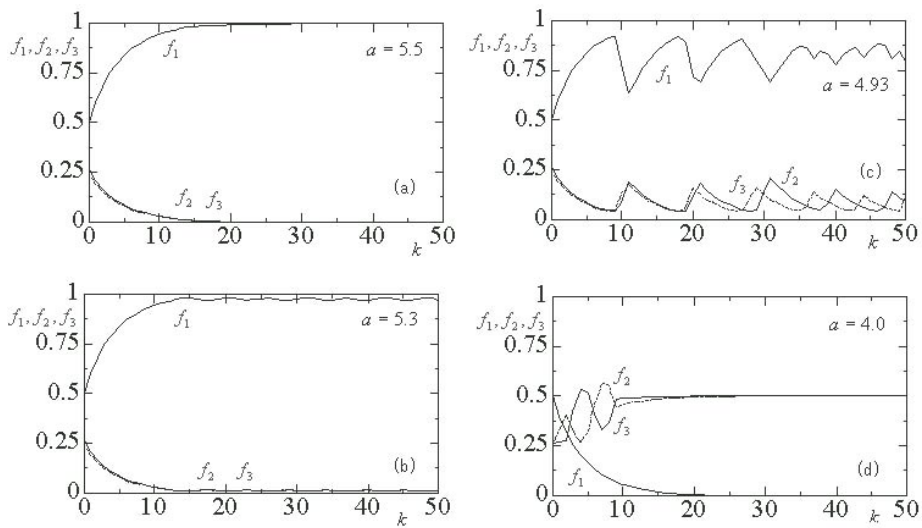 1
f₁, f₂, f₃
0.75
0.5
0.25
0
f₁
a = 5.5
(a)
f₂ f₃
0 10 20 30 40 50
k
1
f₁, f₂, f₃
0.75
0.5
0.25
0
f₁
a = 4.93
f₃ f₂
(c)
0 10 20 30 40 50
k
1
f₁, f₂, f₃
0.75
0.5
0.25
0
f₁
a = 5.3
(b)
f₂ f₃
0 10 20 30 40 50
k
1
f₁, f₂, f₃
0.75
0.5
0.25
0
a = 4.0
f₂
f₃
f₁
(d)
0 10 20 30 40 50
k